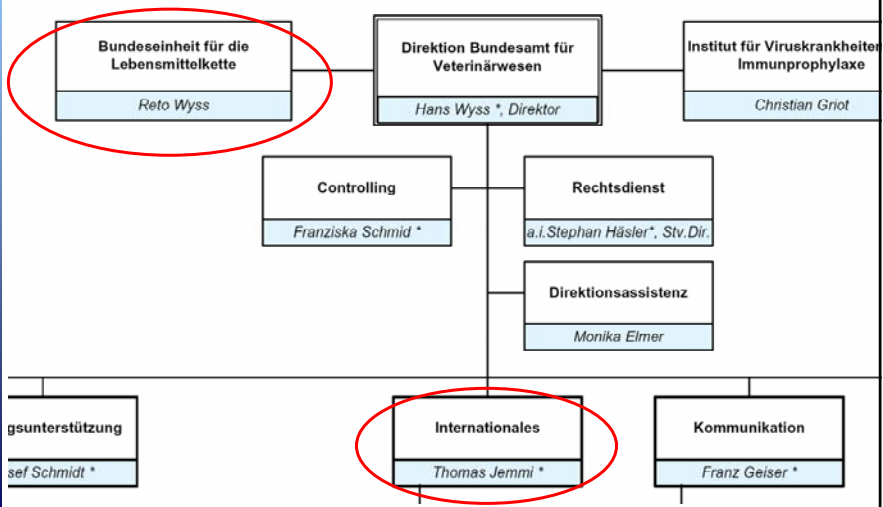 Bundeseinheit für die
Lebensmittelkette
Reto Wyss
Direktion Bundesamt für
Veterinärwesen
Hans Wyss *, Direktor
Institut für Viruskrankheiten
Immunprophylaxe
Christian Griot
Controlling
Franziska Schmid *
Rechtsdienst
a.i.Stephan Häsler*, Stv.Dir.
Direktionsassistenz
Monika Elmer
gsunterstützung
sef Schmidt *
Internationales
Thomas Jemmi *
Kommunikation
Franz Geiser *